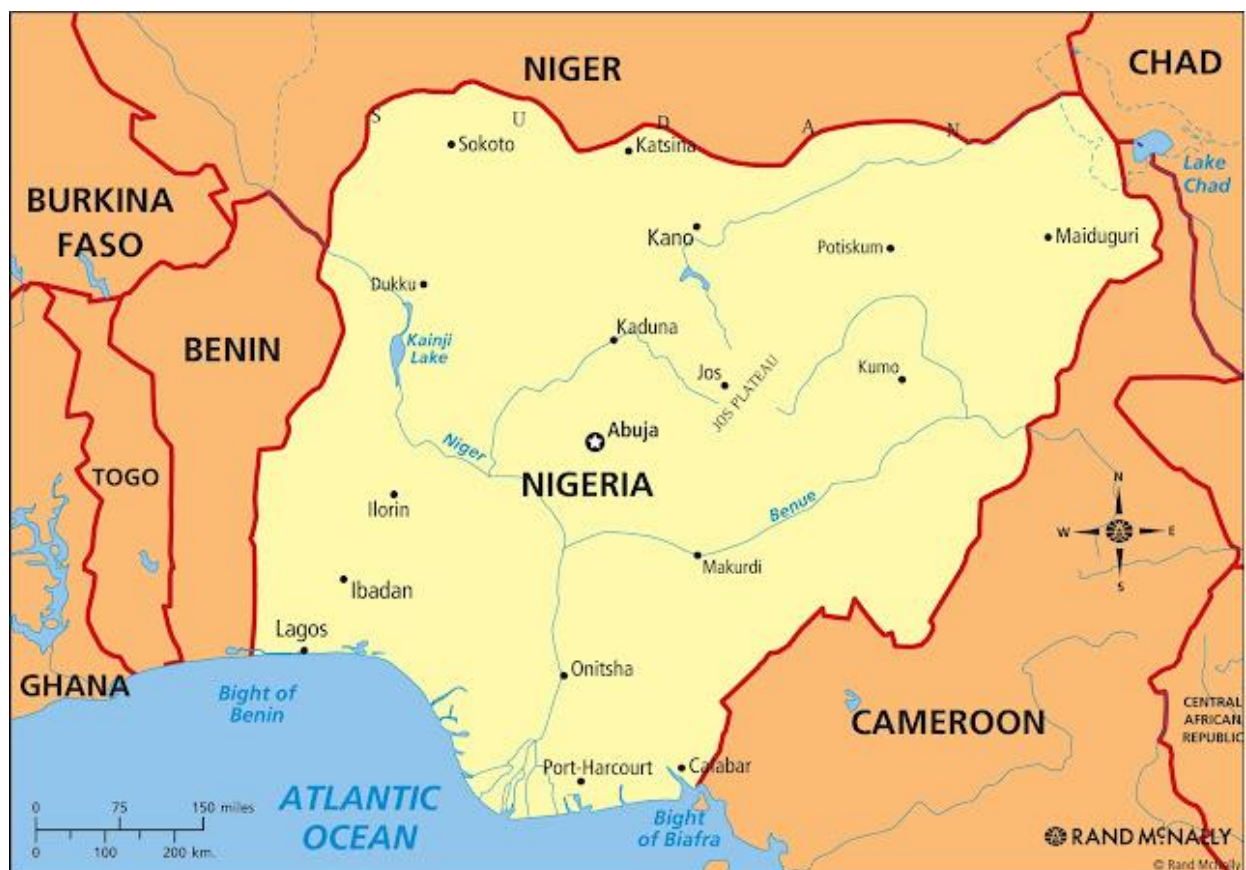 NIGER
CHAD
S U D A N
Sokoto
Katsina
Lake
Chad
BURKINA
FASO
Kano
Potiskum
Maiduguri
Dukku
Kainji
Lake
Kaduna
BENIN
Jos
JOS PLATEAU
Kumo
Abuja
Niger
TOGO
NIGERIA
Benue
N
W
E
S
Ilorin
Makurdi
Ibadan
Lagos
Onitsha
GHANA
Bight of
Benin
CAMEROON
CENTRAL
AFRICAN
REPUBLIC
Port-Harcourt
Calabar
ATLANTIC
OCEAN
Bight
of Biafra
0 75 150 miles
0 100 200 km.
RAND MCNALLY
© Rand McNally